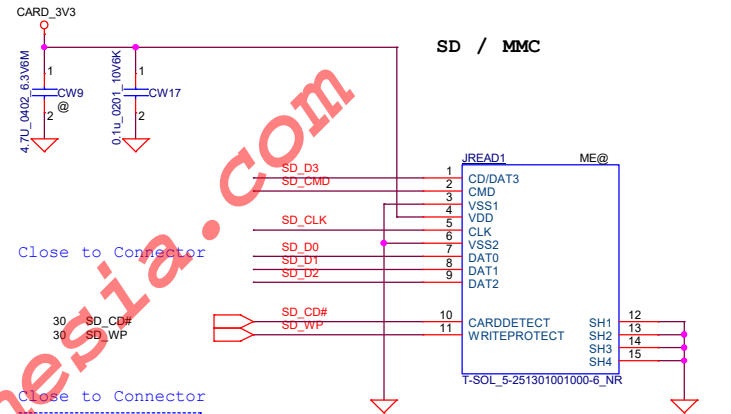 CARD_3V3
SD / MMC
4.7U_0402_6.3V6M
1
CW9
@
2
0.1u_0201_10V6K
1
CW17
2
JREAD1 ME@
SD_D3 1 CD/DAT3
SD_CMD 2 CMD
3 VSS1
4 VDD
SD_CLK 5 CLK
6 VSS2
SD_D0 7 DAT0
SD_D1 8 DAT1
SD_D2 9 DAT2
Close to Connector
30 SD_CD#
30 SD_WP
SD_CD# 10 CARDDETECT SH1 12
SD_WP 11 WRITEPROTECT SH2 13
SH3 14
SH4 15
T-SOL_5-251301001000-6_NR
Close to Connector
nesia.com